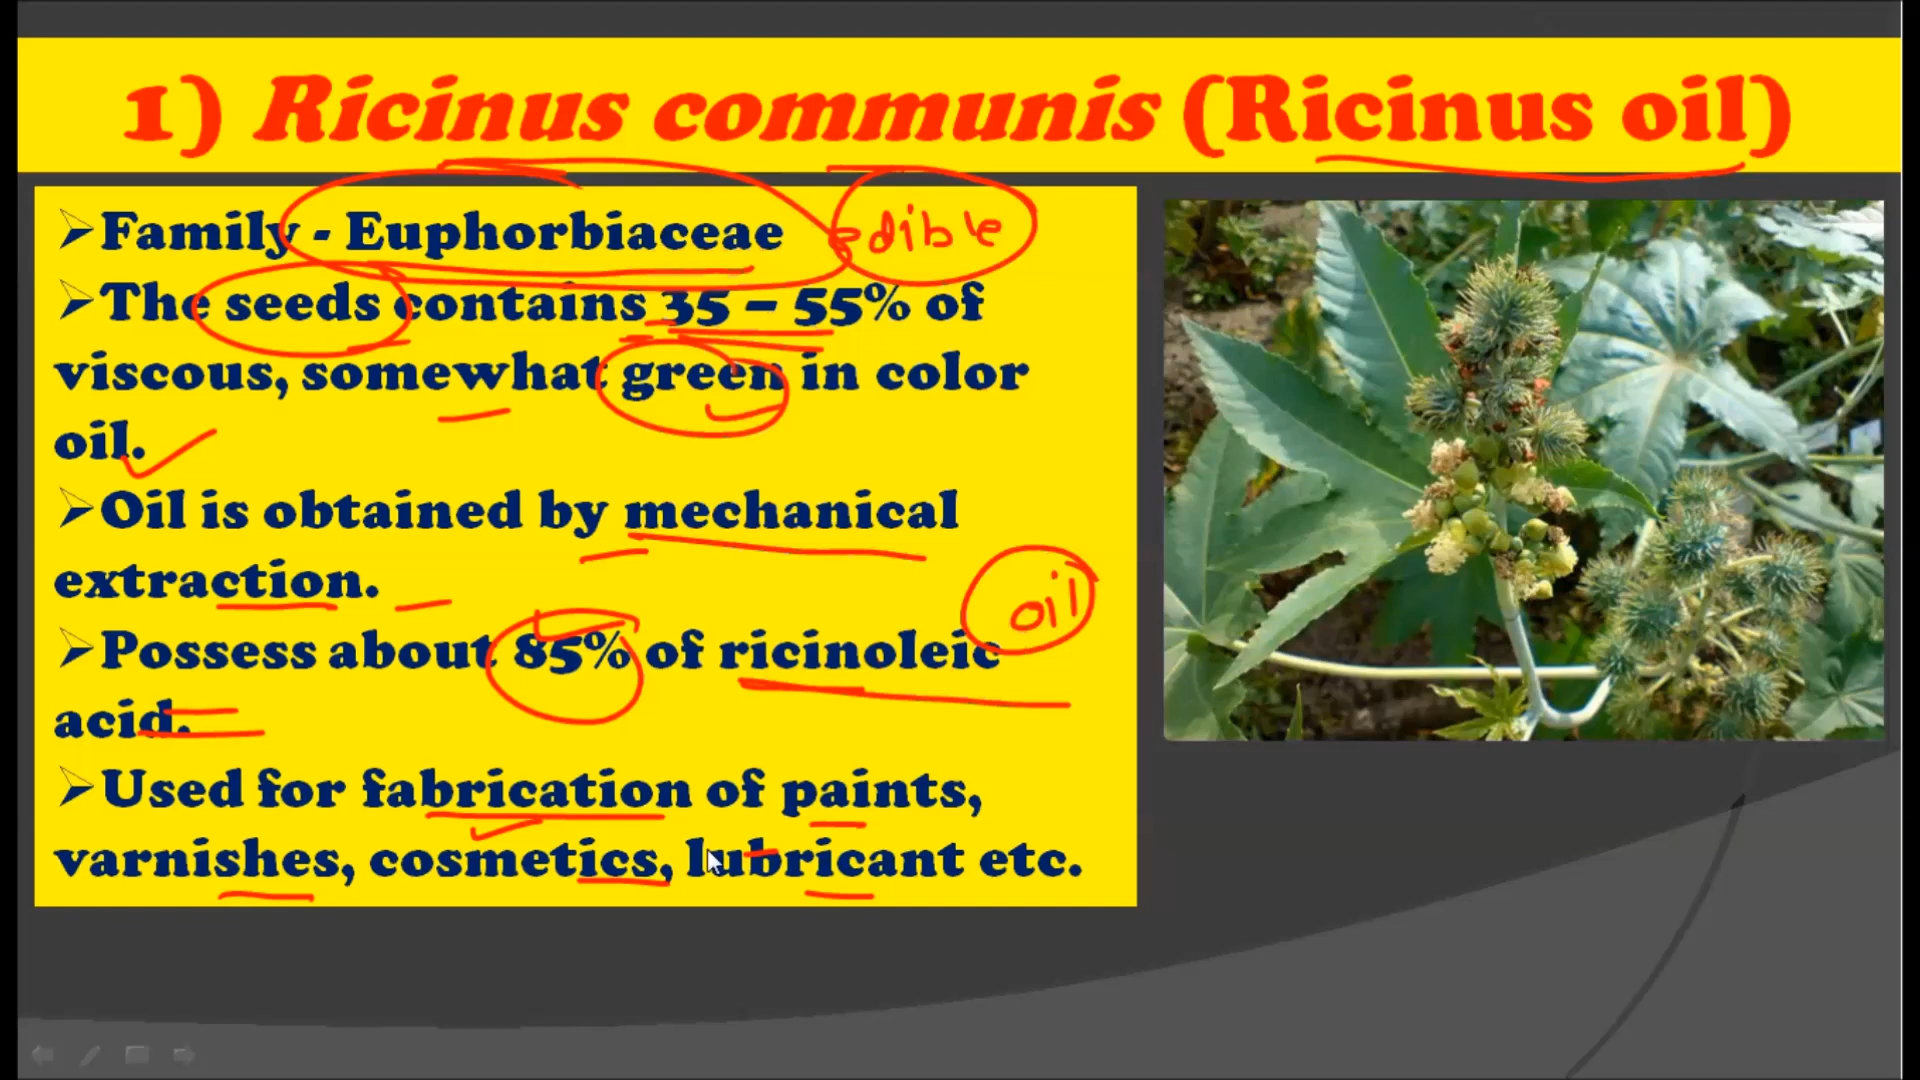 1) Ricinus communis (Ricinus oil)
➢Family - Euphorbiaceae
edible
➢The seeds contains 35 – 55% of
viscous, somewhat green in color
oil.
➢Oil is obtained by mechanical
extraction.
oil
➢Possess about 85% of ricinoleic
acid.
➢Used for fabrication of paints,
varnishes, cosmetics, lubricant etc.